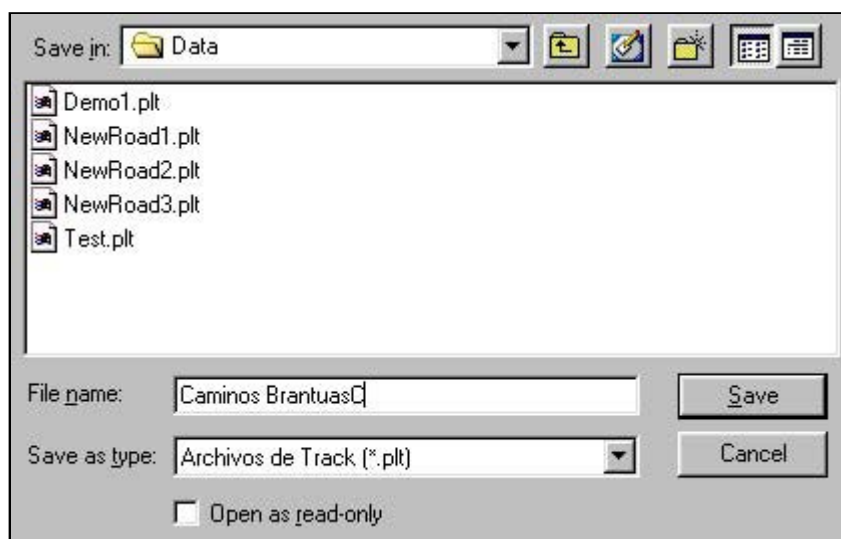 Save in: Data
Demo1.plt
NewRoad1.plt
NewRoad2.plt
NewRoad3.plt
Test.plt
File name: Caminos BrantuasC Save
Save as type: Archivos de Track (*.plt) Cancel
Open as read-only